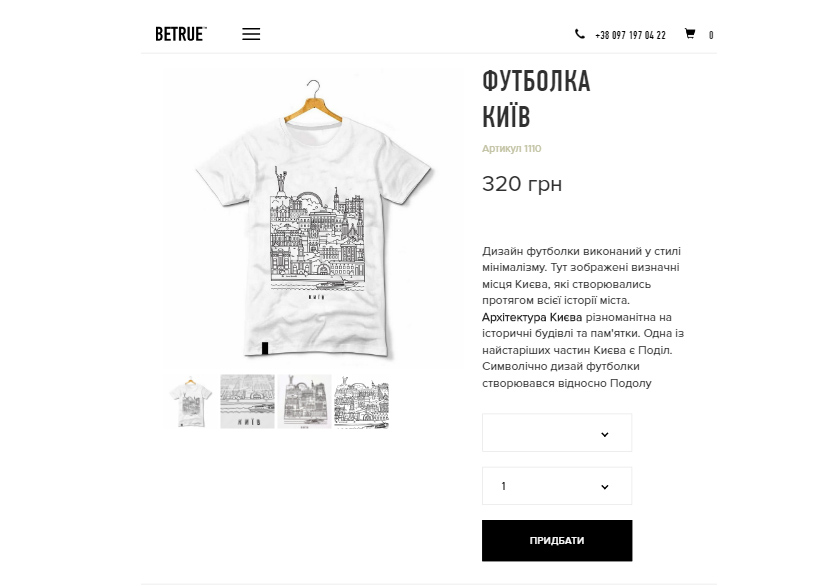 BETRUE™
+38 097 197 04 22
0
ФУТБОЛКА
КИЇВ
Артикул 1110
320 грн
Дизайн футболки виконаний у стилі
мінімалізму. Тут зображені визначні
місця Києва, які створювались
протягом всієї історії міста.
Архітектура Києва різноманітна на
історичні будівлі та пам'ятки. Одна із
найстаріших частин Києва є Поділ.
Символічно дизай футболки
створювався відносно Подолу
КИЇВ
КИЇВ
1
ПРИДБАТИ